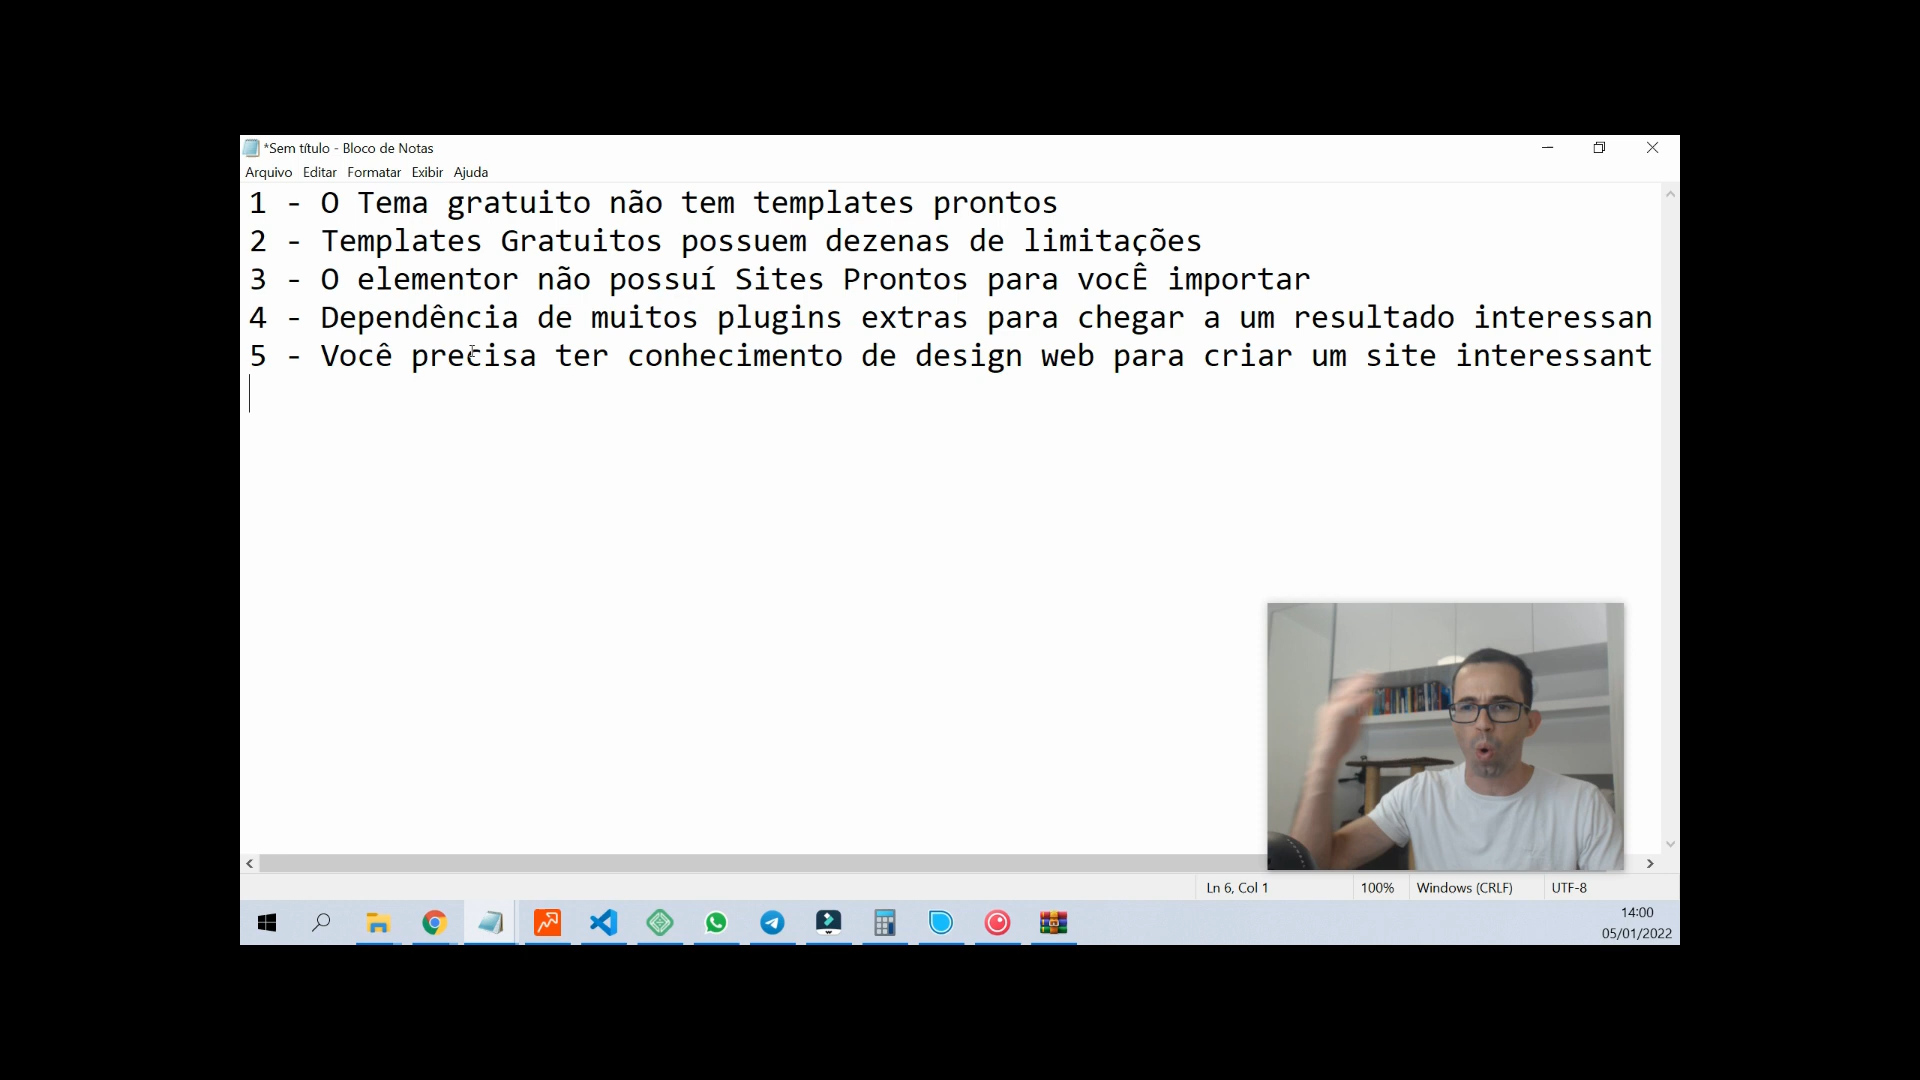 *Sem título - Bloco de Notas
Arquivo Editar Formatar Exibir Ajuda
1 - O Tema gratuito não tem templates prontos
2 - Templates Gratuitos possuem dezenas de limitações
3 - O elementor não possuí Sites Prontos para vocÊ importar
4 - Dependência de muitos plugins extras para chegar a um resultado interessan
5 - Você precisa ter conhecimento de design web para criar um site interessant
Ln 6, Col 1 100% Windows (CRLF) UTF-8
14:00
05/01/2022